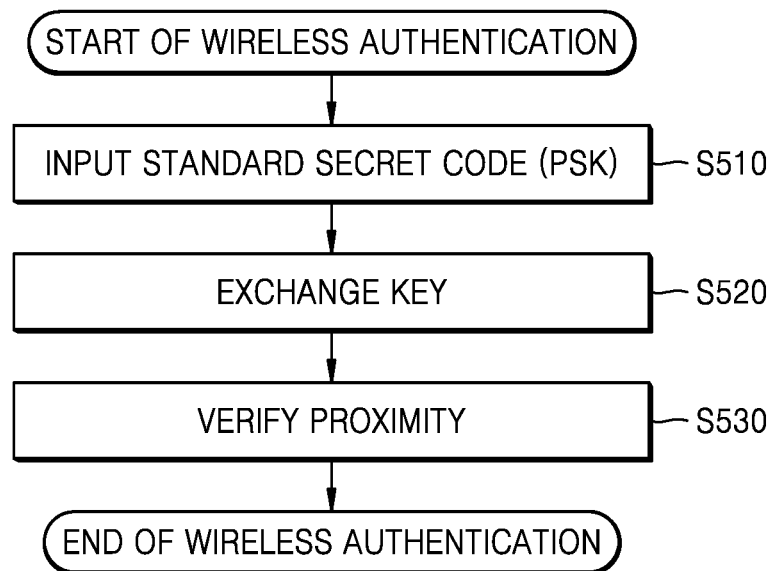 START OF WIRELESS AUTHENTICATION
INPUT STANDARD SECRET CODE (PSK) S510
EXCHANGE KEY S520
VERIFY PROXIMITY S530
END OF WIRELESS AUTHENTICATION